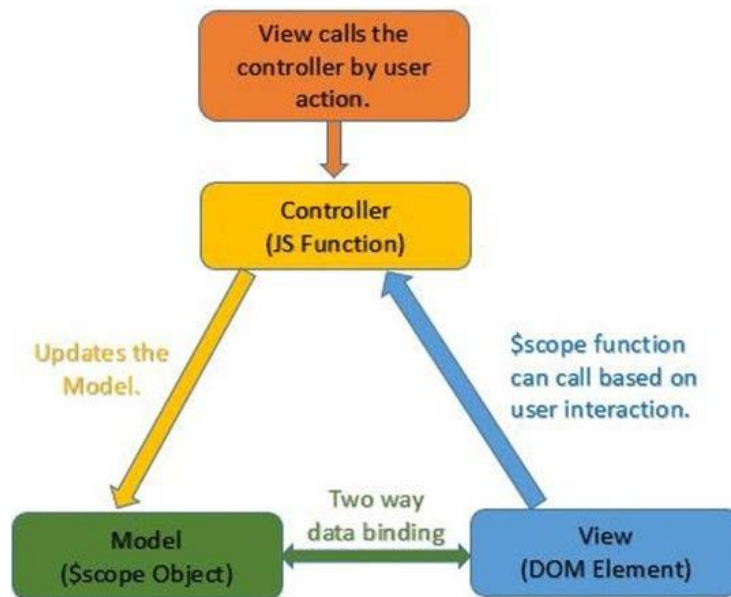 View calls the
controller by user
action.
Controller
(JS Function)
Updates the
Model.
$scope function
can call based on
user interaction.
Two way
data binding
Model
($scope Object)
View
(DOM Element)